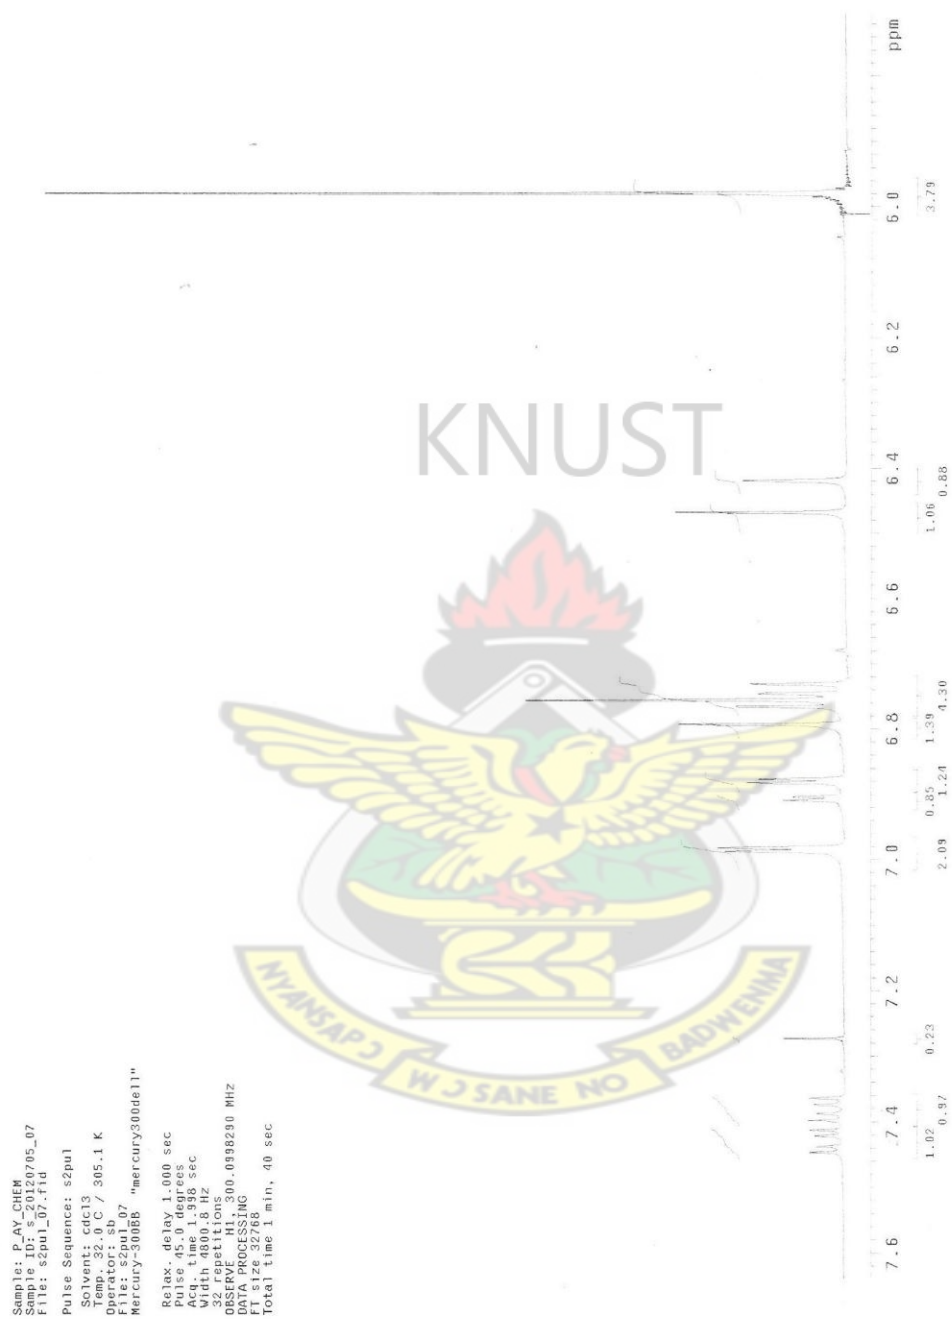 Sample: P_AY_CHEM
Sample ID: s_20120705_07
File: s2pul_07.fid
Pulse Sequence: s2pul
Solvent: cdcl3
Temp. 32.0 C / 305.1 K
Operator: sb
File: s2pul_07
Mercury-300BB "mercury300dell"
Relax. delay 1.000 sec
Pulse 45.0 degrees
Acq. time 1.998 sec
Width 4800.8 Hz
32 repetitions
OBSERVE H1, 300.0998290 MHz
DATA PROCESSING
FT size 32768
Total time 1 min, 40 sec
KNUST
NYANSAPƆ
W Ɔ SANE NO
BADWENMA
7.6 7.4 7.2 7.0 6.8 6.6 6.4 6.2 6.0 ppm
1.02 0.23 0.85 1.39 1.06 3.79
0.97 2.09 1.24 4.30 0.88